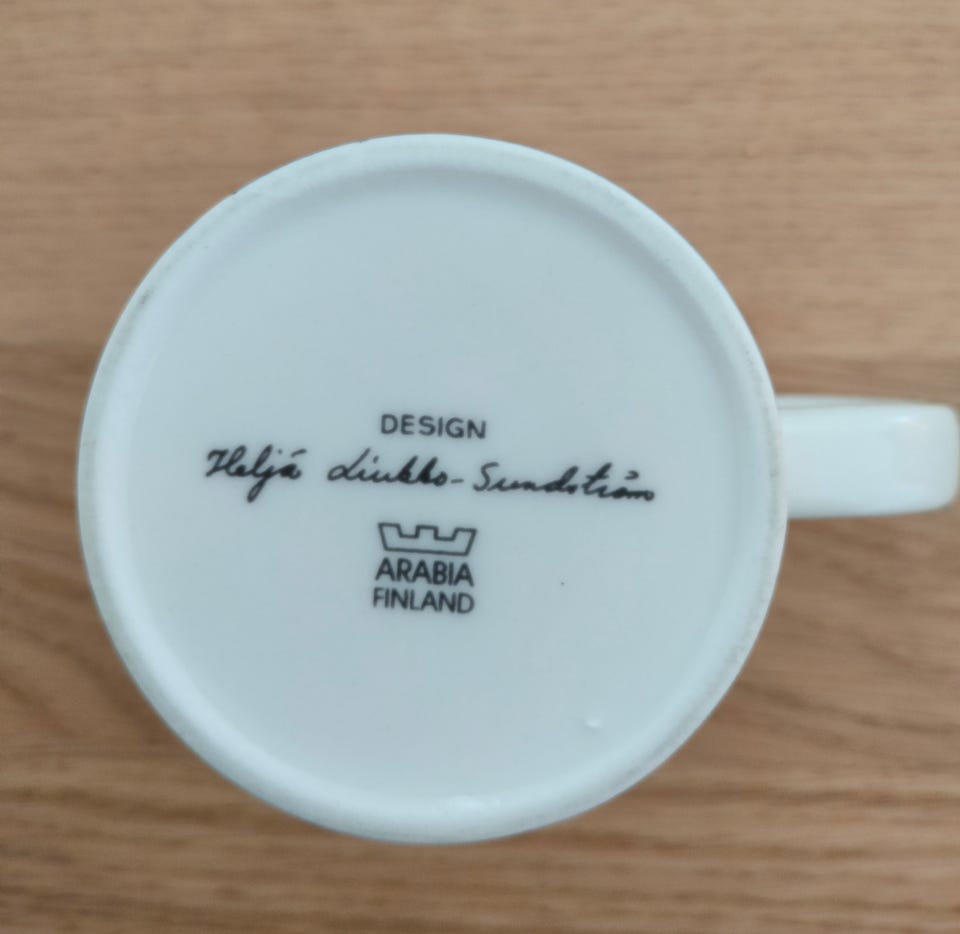 DESIGN
Heljä Liukko-Sundström
ARABIA
FINLAND